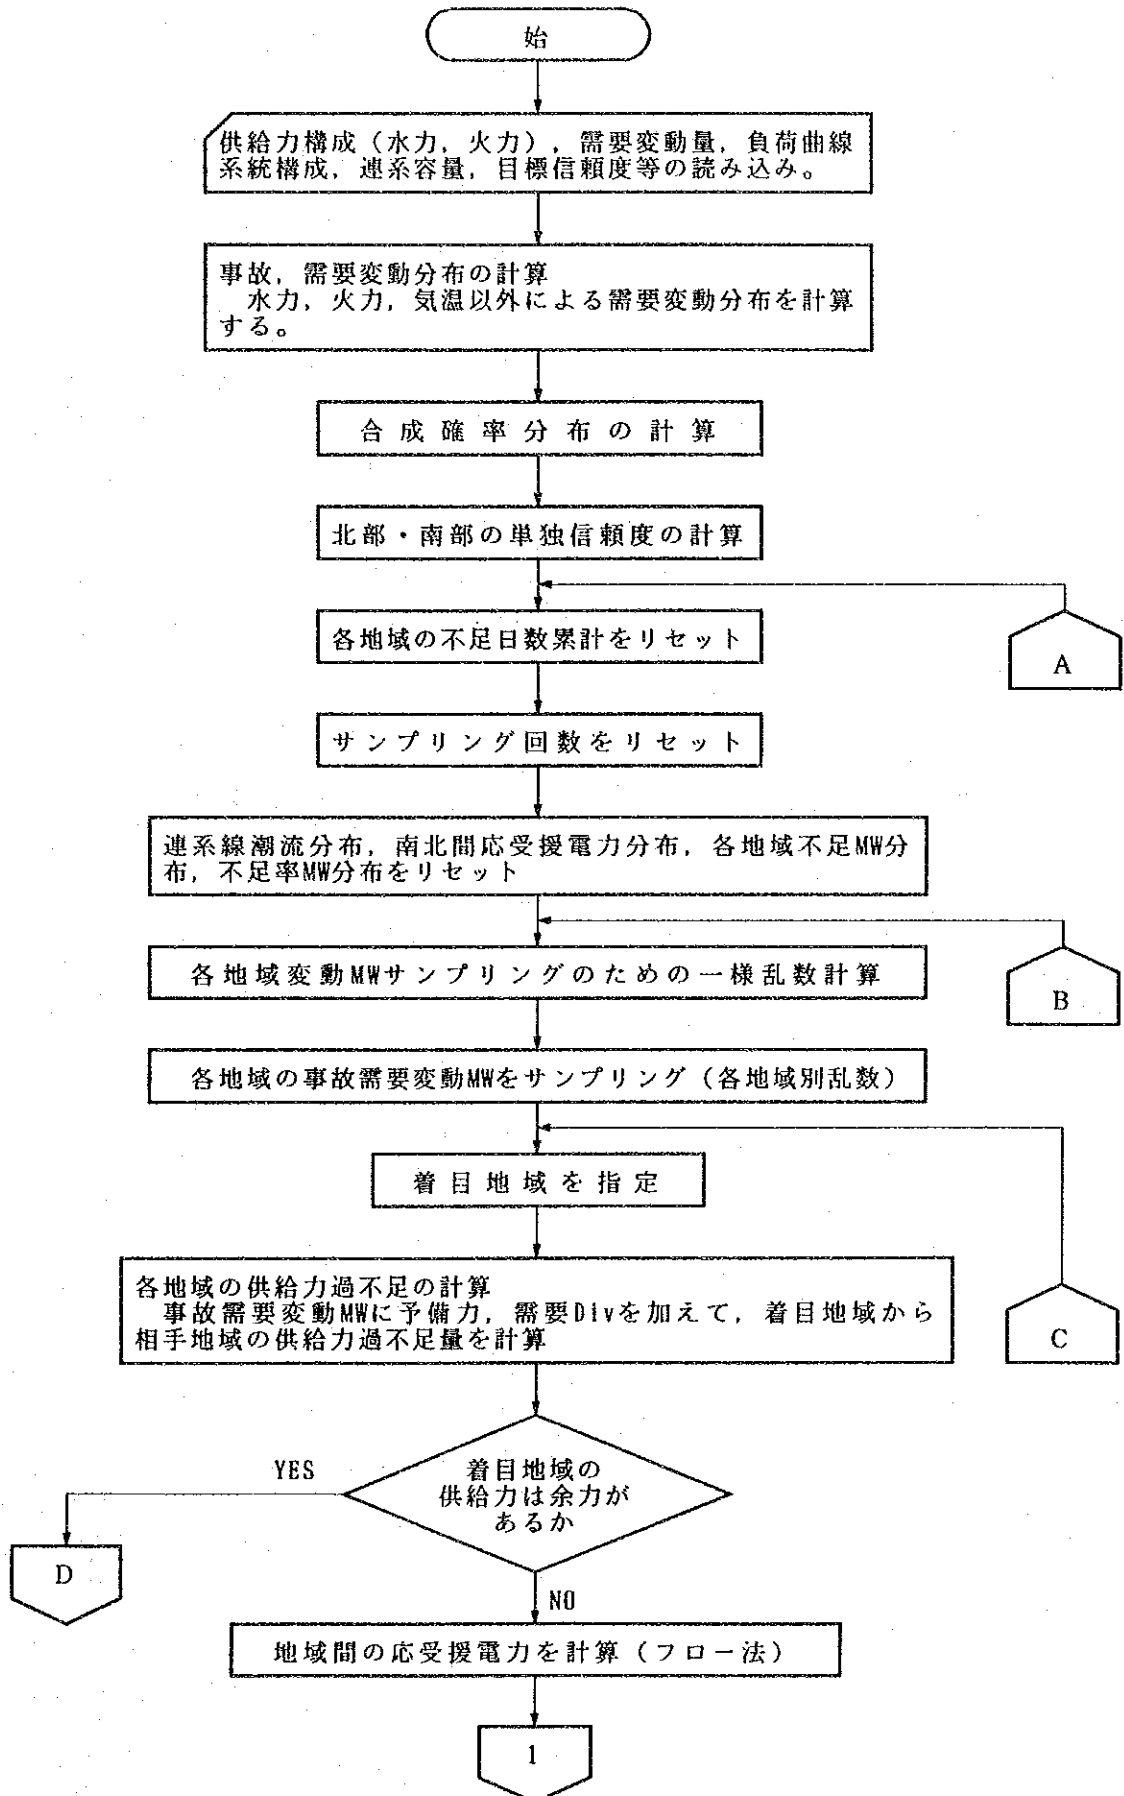 始
供給力構成（水力，火力），需要変動量，負荷曲線
系統構成，連系容量，目標信頼度等の読み込み。
事故，需要変動分布の計算
水力，火力，気温以外による需要変動分布を計算
する。
合成確率分布の計算
北部・南部の単独信頼度の計算
各地域の不足日数累計をリセット
A
サンプリング回数をリセット
連系線潮流分布，南北間応受援電力分布，各地域不足MW分
布，不足率MW分布をリセット
各地域変動MWサンプリングのための一様乱数計算
B
各地域の事故需要変動MWをサンプリング（各地域別乱数）
着目地域を指定
各地域の供給力過不足の計算
事故需要変動MWに予備力，需要Divを加えて，着目地域から
相手地域の供給力過不足量を計算
C
YES
着目地域の
供給力は余力が
あるか
D
NO
地域間の応受援電力を計算（フロー法）
1